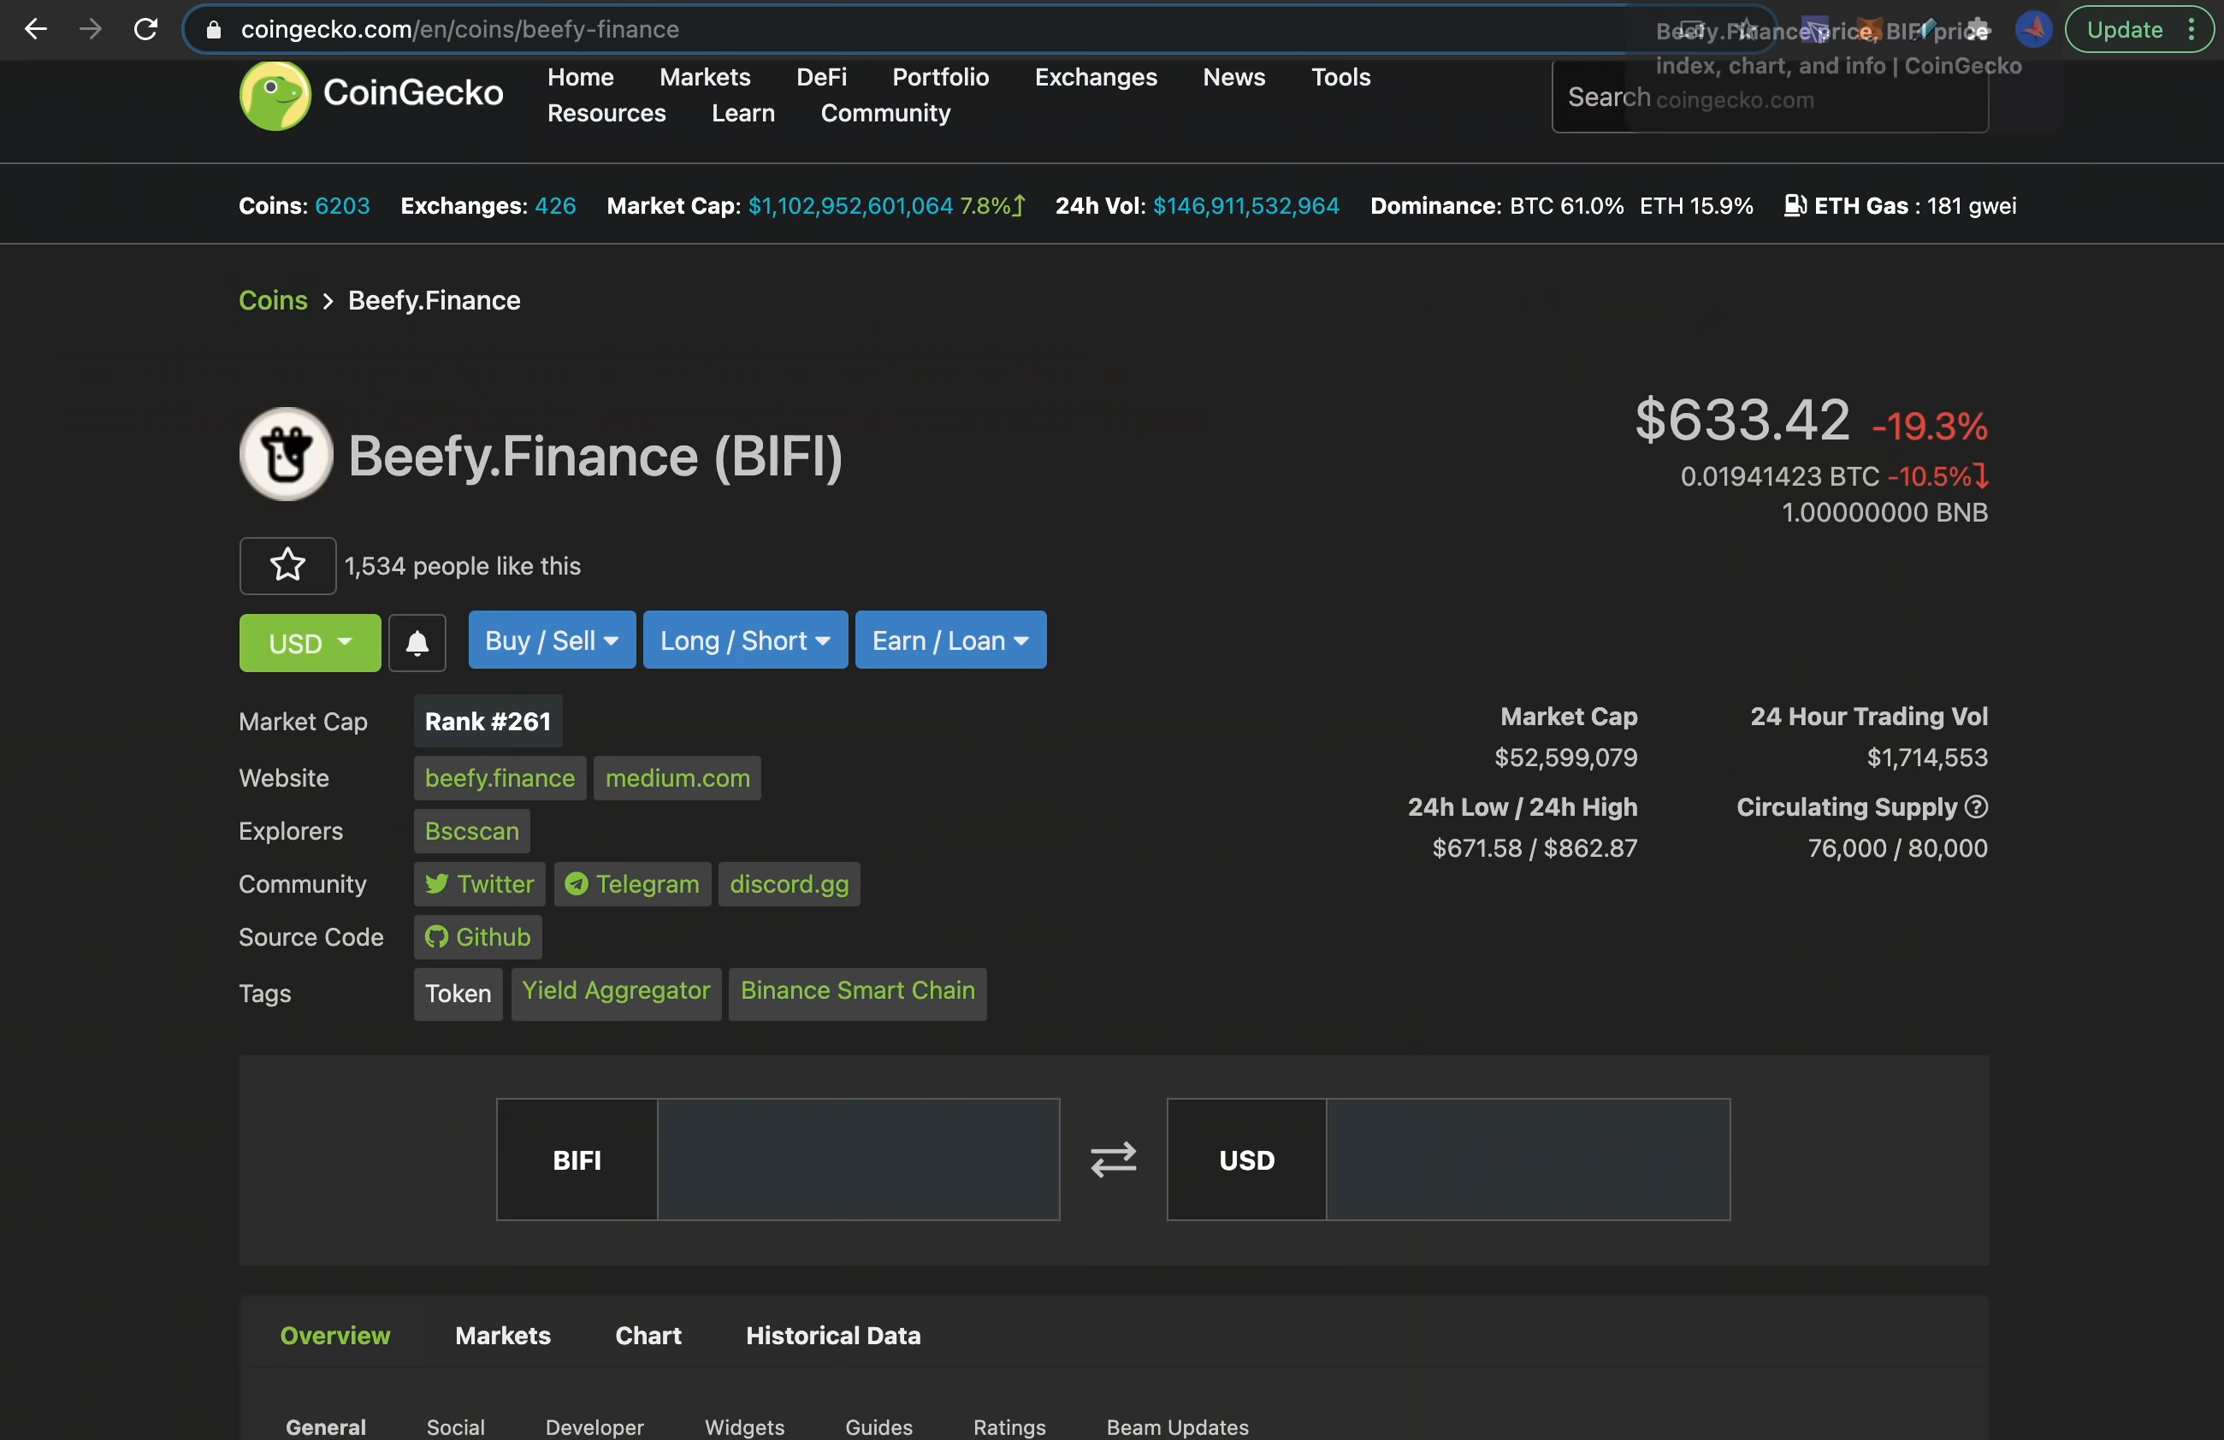 coingecko.com/en/coins/beefy-finance
Update
Beefy.Finance price, BIFI price
index, chart, and info | CoinGecko
coingecko.com
CoinGecko
Home Markets DeFi Portfolio Exchanges News Tools
Resources Learn Community
Search
Coins: 6203 Exchanges: 426 Market Cap: $1,102,952,601,064 7.8% 24h Vol: $146,911,532,964 Dominance: BTC 61.0% ETH 15.9% ETH Gas : 181 gwei
Coins > Beefy.Finance
Beefy.Finance (BIFI)
$633.42 -19.3%
0.01941423 BTC -10.5%
1.00000000 BNB
1,534 people like this
USD Buy / Sell Long / Short Earn / Loan
Market Cap Rank #261
Website beefy.finance medium.com
Explorers Bscscan
Community Twitter Telegram discord.gg
Source Code Github
Tags Token Yield Aggregator Binance Smart Chain
Market Cap 24 Hour Trading Vol
$52,599,079 $1,714,553
24h Low / 24h High Circulating Supply ?
$671.58 / $862.87 76,000 / 80,000
BIFI USD
Overview Markets Chart Historical Data
General Social Developer Widgets Guides Ratings Beam Updates